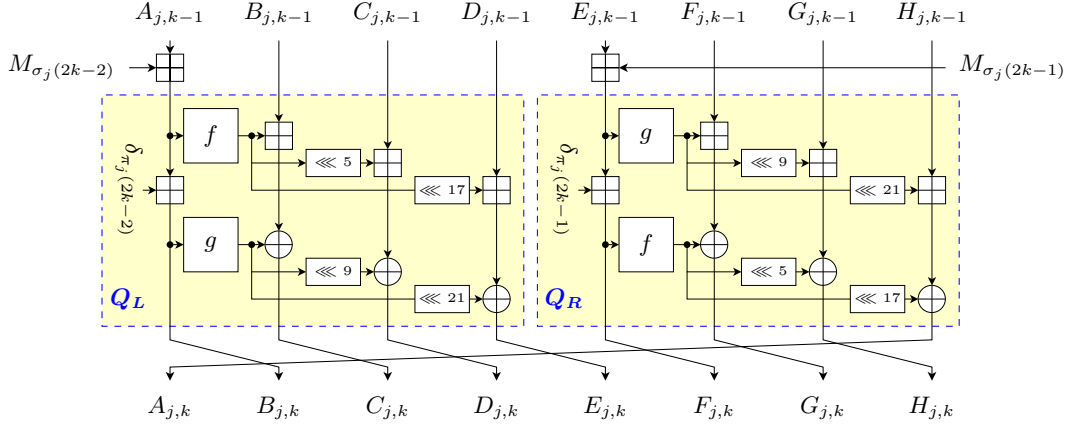 A_{j,k−1} B_{j,k−1} C_{j,k−1} D_{j,k−1} E_{j,k−1} F_{j,k−1} G_{j,k−1} H_{j,k−1}
M_{σ_j(2k−2)} M_{σ_j(2k−1)}
f g
⋘ 5 ⋘ 9
δ_{π_j(2k−2)} δ_{π_j(2k−1)}
⋘ 17 ⋘ 21
g f
⋘ 9 ⋘ 5
Q_L ⋘ 21 Q_R ⋘ 17
A_{j,k} B_{j,k} C_{j,k} D_{j,k} E_{j,k} F_{j,k} G_{j,k} H_{j,k}